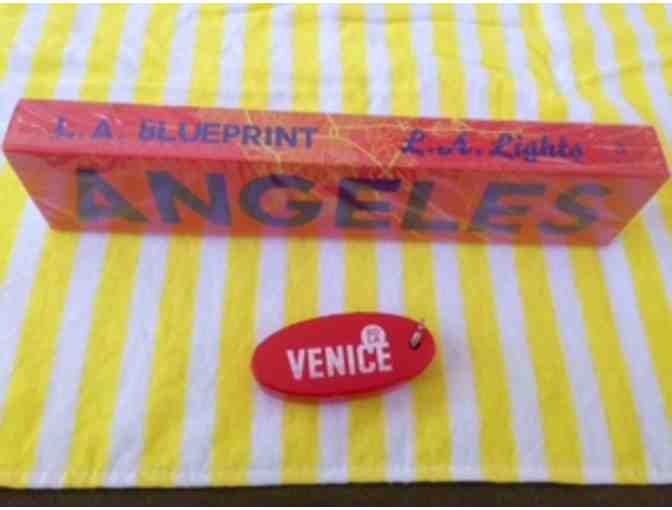 L. A. BLUEPRINT L.A. Lights
ANGELES
VENICE